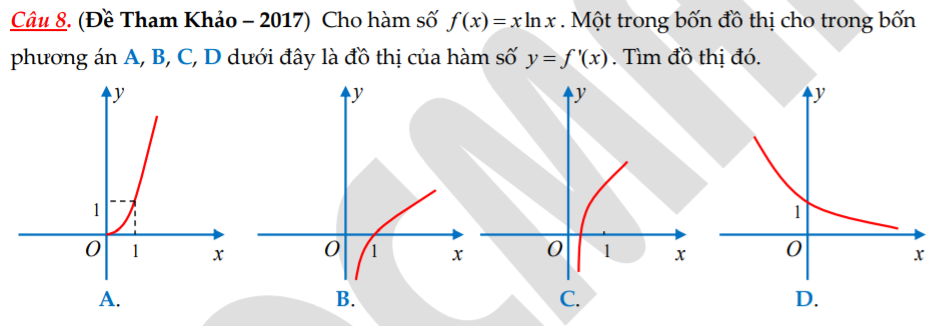 Câu 8. (Đề Tham Khảo – 2017) Cho hàm số f(x) = x ln x. Một trong bốn đồ thị cho trong bốn
phương án A, B, C, D dưới đây là đồ thị của hàm số y = f '(x). Tìm đồ thị đó.
y y y y
1 1
O 1 x O 1 x O 1 x O x
A. B. C. D.